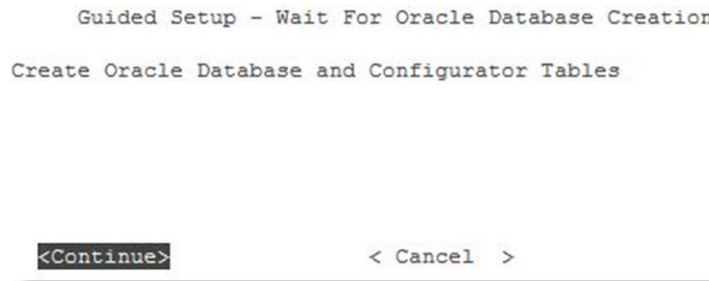 Guided Setup - Wait For Oracle Database Creation
Create Oracle Database and Configurator Tables
<Continue> < Cancel >